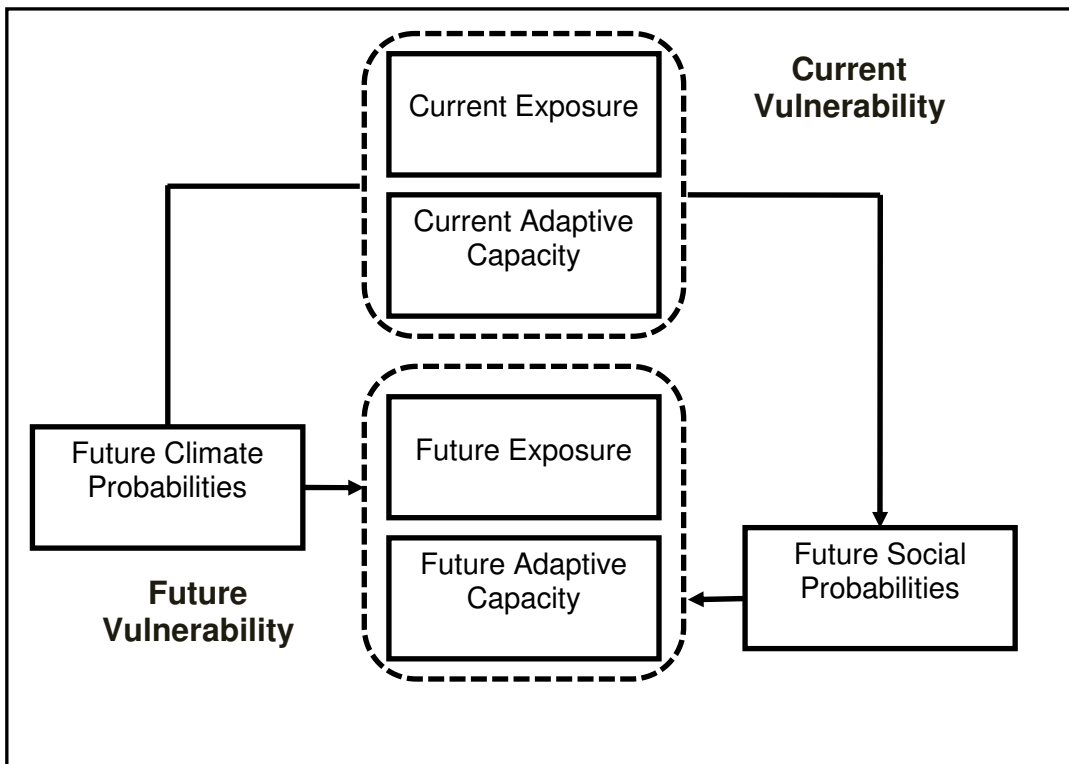 Current Exposure
Current Adaptive
Capacity
Current
Vulnerability
Future Climate
Probabilities
Future Exposure
Future Adaptive
Capacity
Future Social
Probabilities
Future
Vulnerability